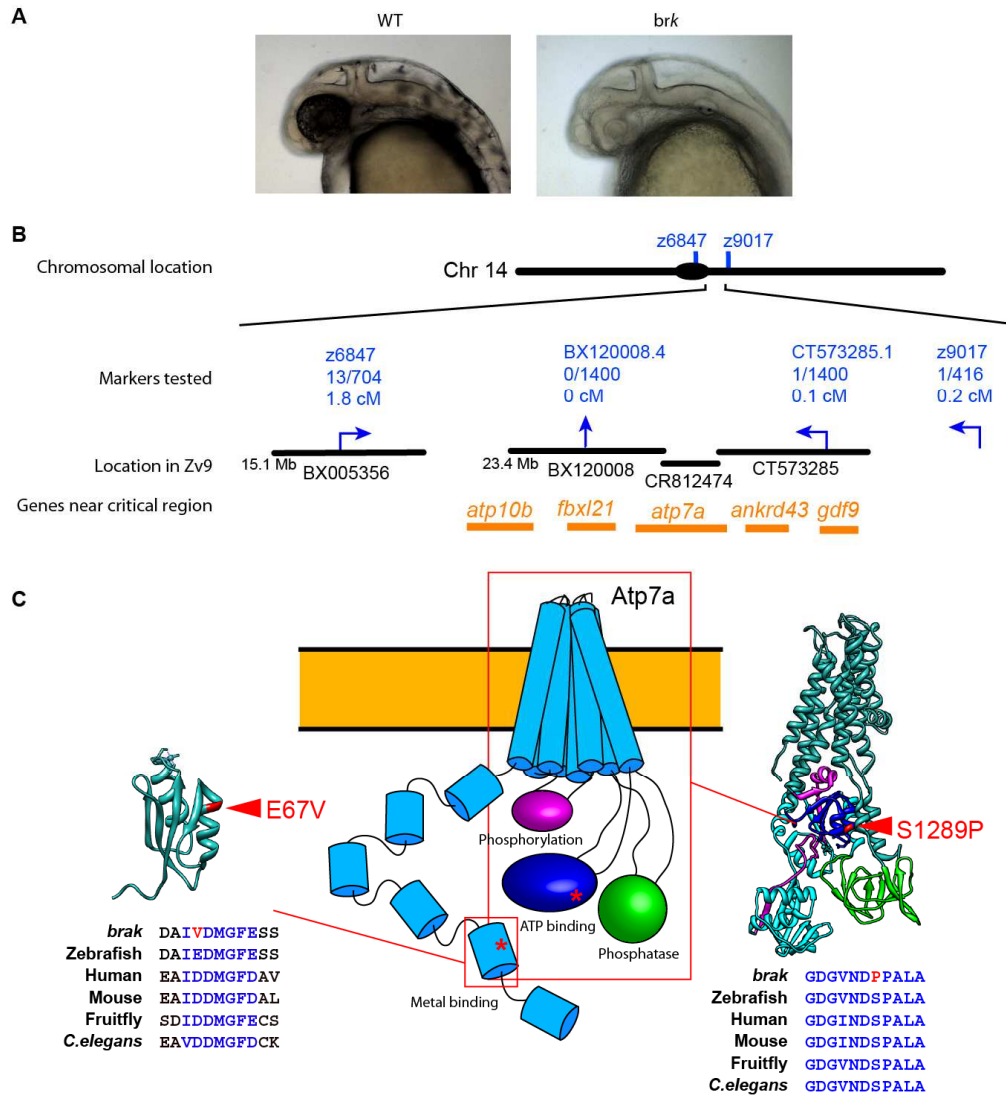 A
WT
brk
B
Chromosomal location
Chr 14
z6847
z9017
Markers tested
z6847
13/704
1.8 cM
BX120008.4
0/1400
0 cM
CT573285.1
1/1400
0.1 cM
z9017
1/416
0.2 cM
Location in Zv9
15.1 Mb
BX005356
23.4 Mb
BX120008
CR812474
CT573285
Genes near critical region
atp10b
fbxl21
atp7a
ankrd43
gdf9
C
Atp7a
E67V
Phosphorylation
ATP binding
*
Phosphatase
*
Metal binding
S1289P
brak DAIVDMGFESS
Zebrafish DAIEDMGFESS
Human EAIDDMGFDAV
Mouse EAIDDMGFDAL
Fruitfly SDIDDMGFECS
C.elegans EAVDDMGFDCK
brak GDGVNDPPALA
Zebrafish GDGVNDSPALA
Human GDGINDSPALA
Mouse GDGINDSPALA
Fruitfly GDGVNDSPALA
C.elegans GDGVNDSPALA